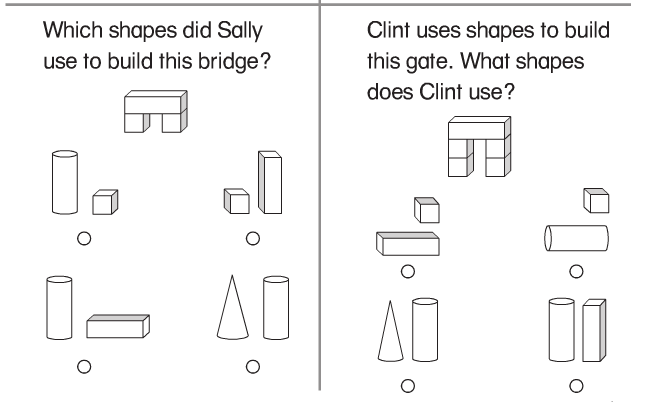 Which shapes did Sally
use to build this bridge?
Clint uses shapes to build
this gate. What shapes
does Clint use?